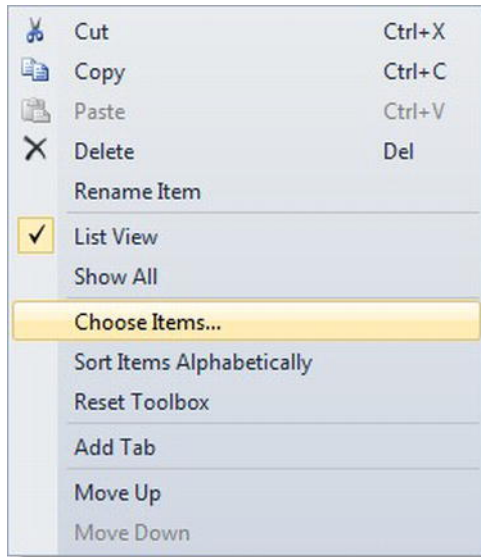 Cut Ctrl+X
Copy Ctrl+C
Paste Ctrl+V
Delete Del
Rename Item
List View
Show All
Choose Items...
Sort Items Alphabetically
Reset Toolbox
Add Tab
Move Up
Move Down